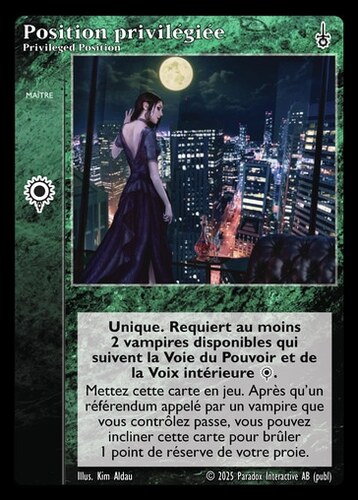 Position privilégiée
Privileged Position
MAÎTRE
Unique. Requiert au moins
2 vampires disponibles qui
suivent la Voie du Pouvoir et de
la Voix intérieure .
Mettez cette carte en jeu. Après qu'un
référendum appelé par un vampire que
vous contrôlez passe, vous pouvez
incliner cette carte pour brûler
1 point de réserve de votre proie.
Illus. Kim Aldau © 2025 Paradox Interactive AB (publ)